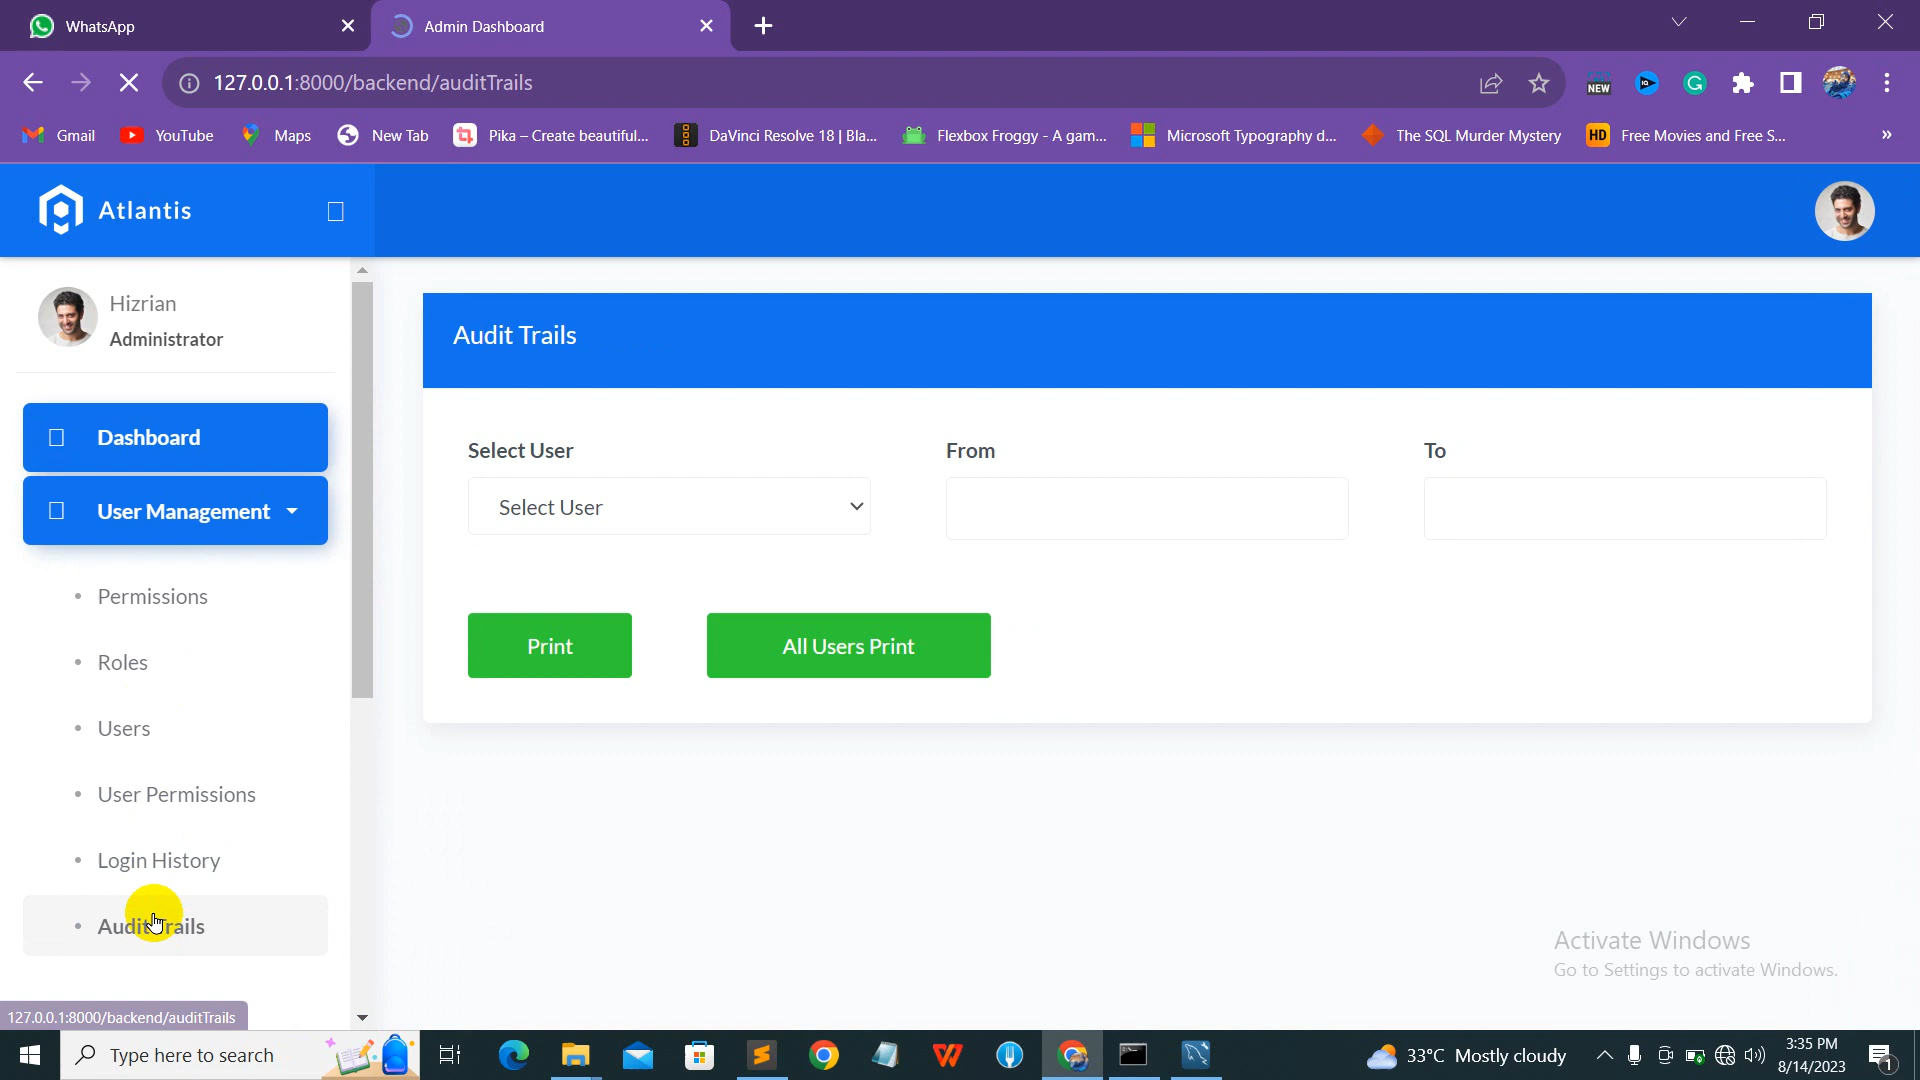 WhatsApp
Admin Dashboard
127.0.0.1:8000/backend/auditTrails
NEW
Gmail
YouTube
Maps
New Tab
Pika – Create beautiful...
DaVinci Resolve 18 | Bla...
Flexbox Froggy - A gam...
Microsoft Typography d...
The SQL Murder Mystery
HD
Free Movies and Free S...
»
Atlantis
Hizrian
Administrator
Dashboard
User Management
• Permissions
• Roles
• Users
• User Permissions
• Login History
• Audit Trails
Audit Trails
Select User
From
To
Select User
Print
All Users Print
Activate Windows
Go to Settings to activate Windows.
127.0.0.1:8000/backend/auditTrails
Type here to search
33°C Mostly cloudy
3:35 PM
8/14/2023
1